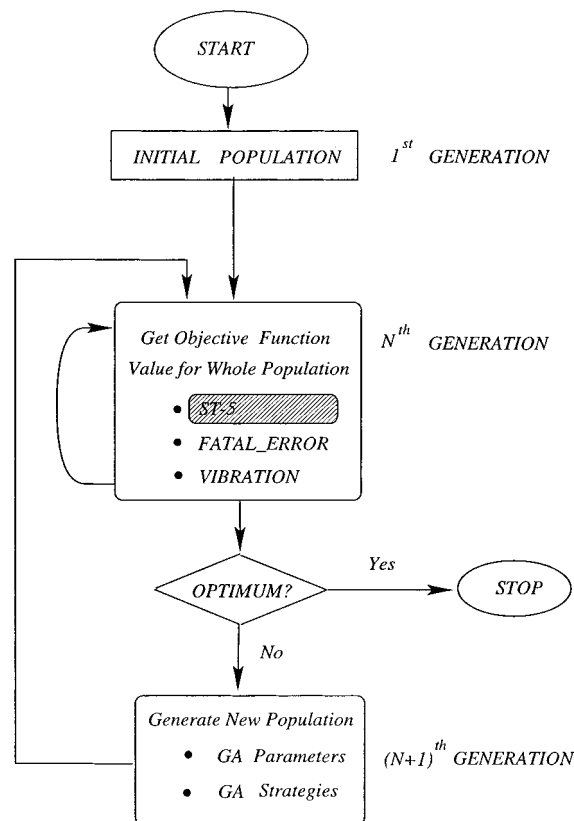 START
INITIAL POPULATION
1st GENERATION
Get Objective Function
Value for Whole Population
• ST-5
• FATAL_ERROR
• VIBRATION
Nth GENERATION
OPTIMUM?
Yes
STOP
No
Generate New Population
• GA Parameters
• GA Strategies
(N+1)th GENERATION